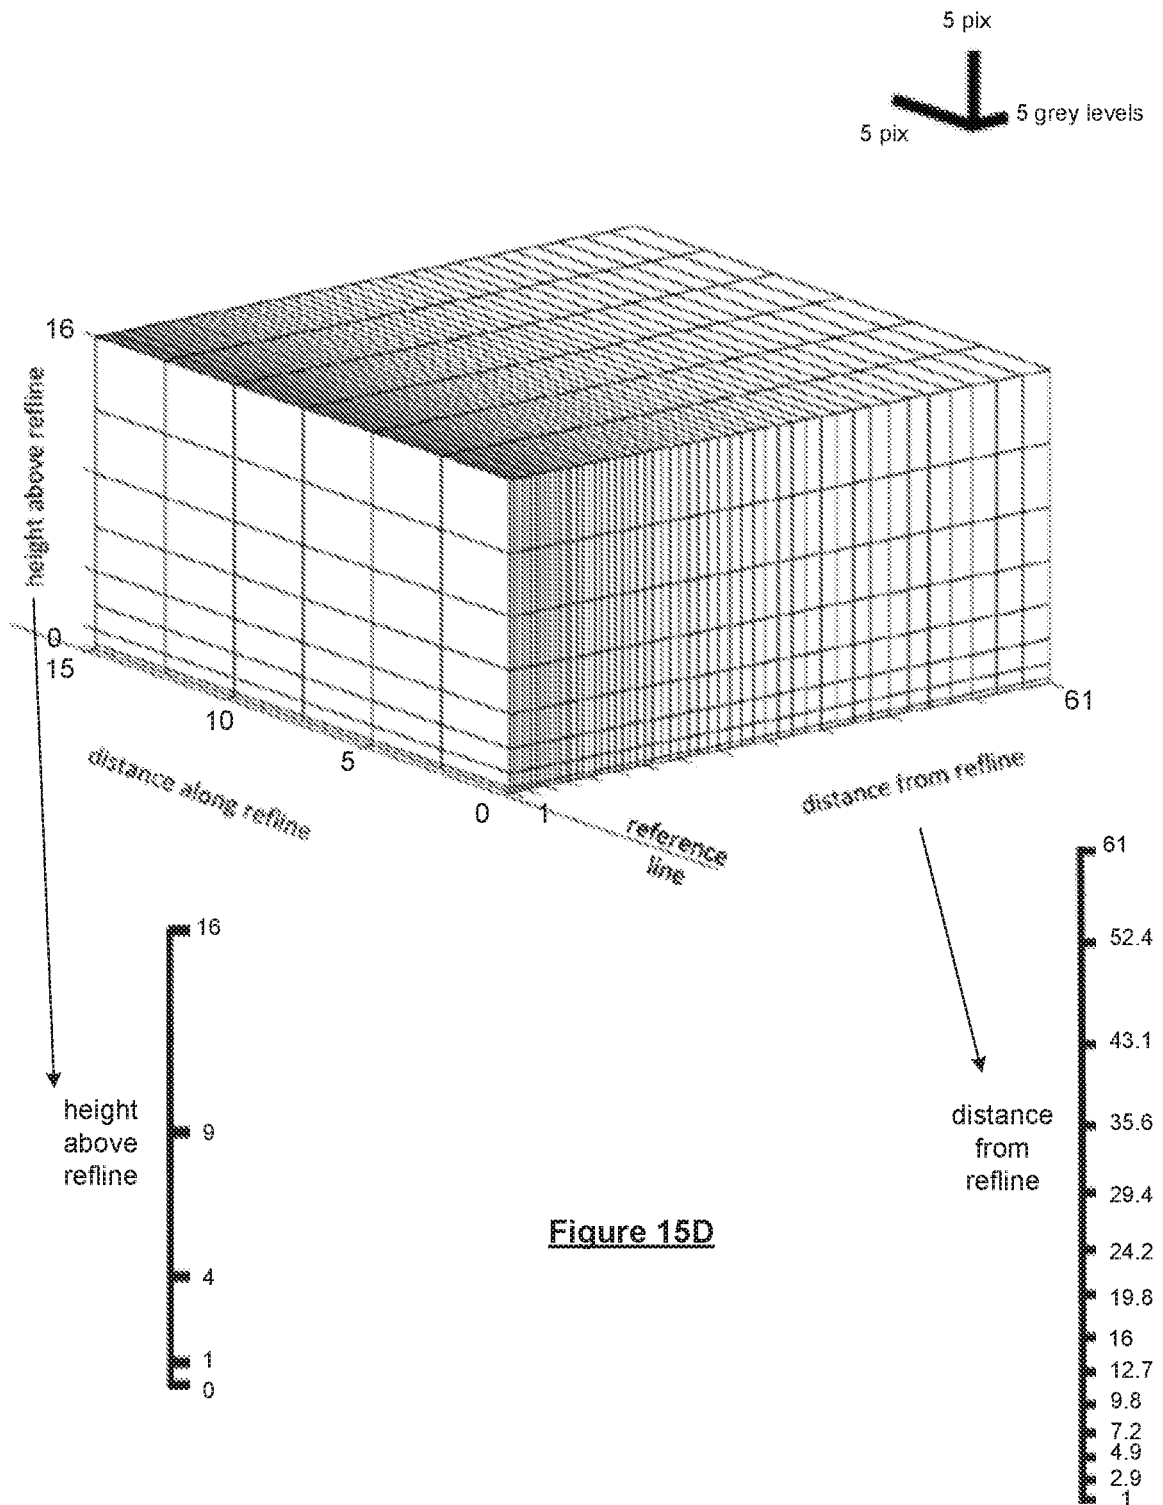 5 pix
5 grey levels
5 pix
16
height above refline
0
15
10
5
0
1
61
distance along refline
reference
line
distance from refline
61
52.4
43.1
35.6
29.4
24.2
19.8
16
12.7
9.8
7.2
4.9
2.9
1
distance
from
refline
16
9
4
1
0
height
above
refline
Figure 15D